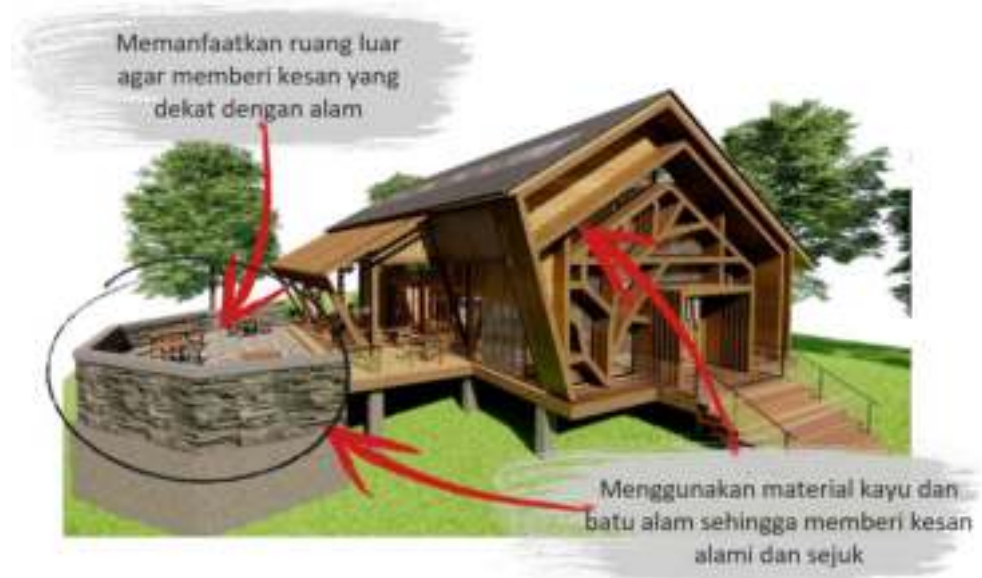 Memanfaatkan ruang luar
agar memberi kesan yang
dekat dengan alam
Menggunakan material kayu dan
batu alam sehingga memberi kesan
alami dan sejuk